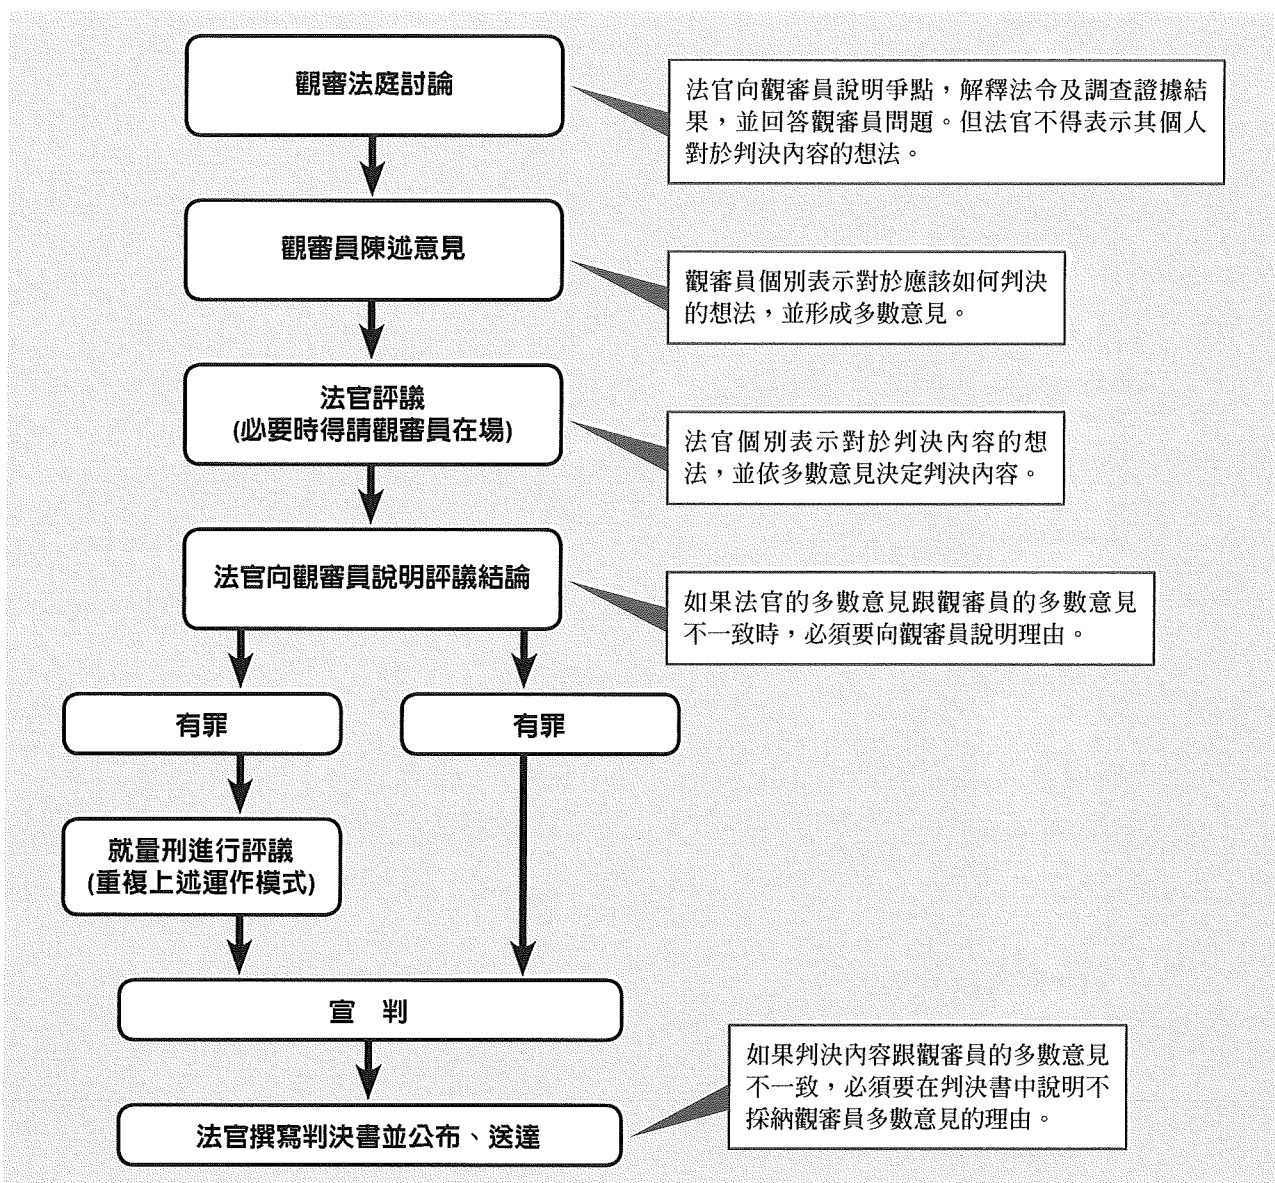 觀審法庭討論
法官向觀審員說明爭點，解釋法令及調查證據結
果，並回答觀審員問題。但法官不得表示其個人
對於判決內容的想法。
觀審員陳述意見
觀審員個別表示對於應該如何判決
的想法，並形成多數意見。
法官評議
(必要時得請觀審員在場)
法官個別表示對於判決內容的想
法，並依多數意見決定判決內容。
法官向觀審員說明評議結論
如果法官的多數意見跟觀審員的多數意見
不一致時，必須要向觀審員說明理由。
有罪
有罪
就量刑進行評議
(重複上述運作模式)
宣　判
如果判決內容跟觀審員的多數意見
不一致，必須要在判決書中說明不
採納觀審員多數意見的理由。
法官撰寫判決書並公布、送達